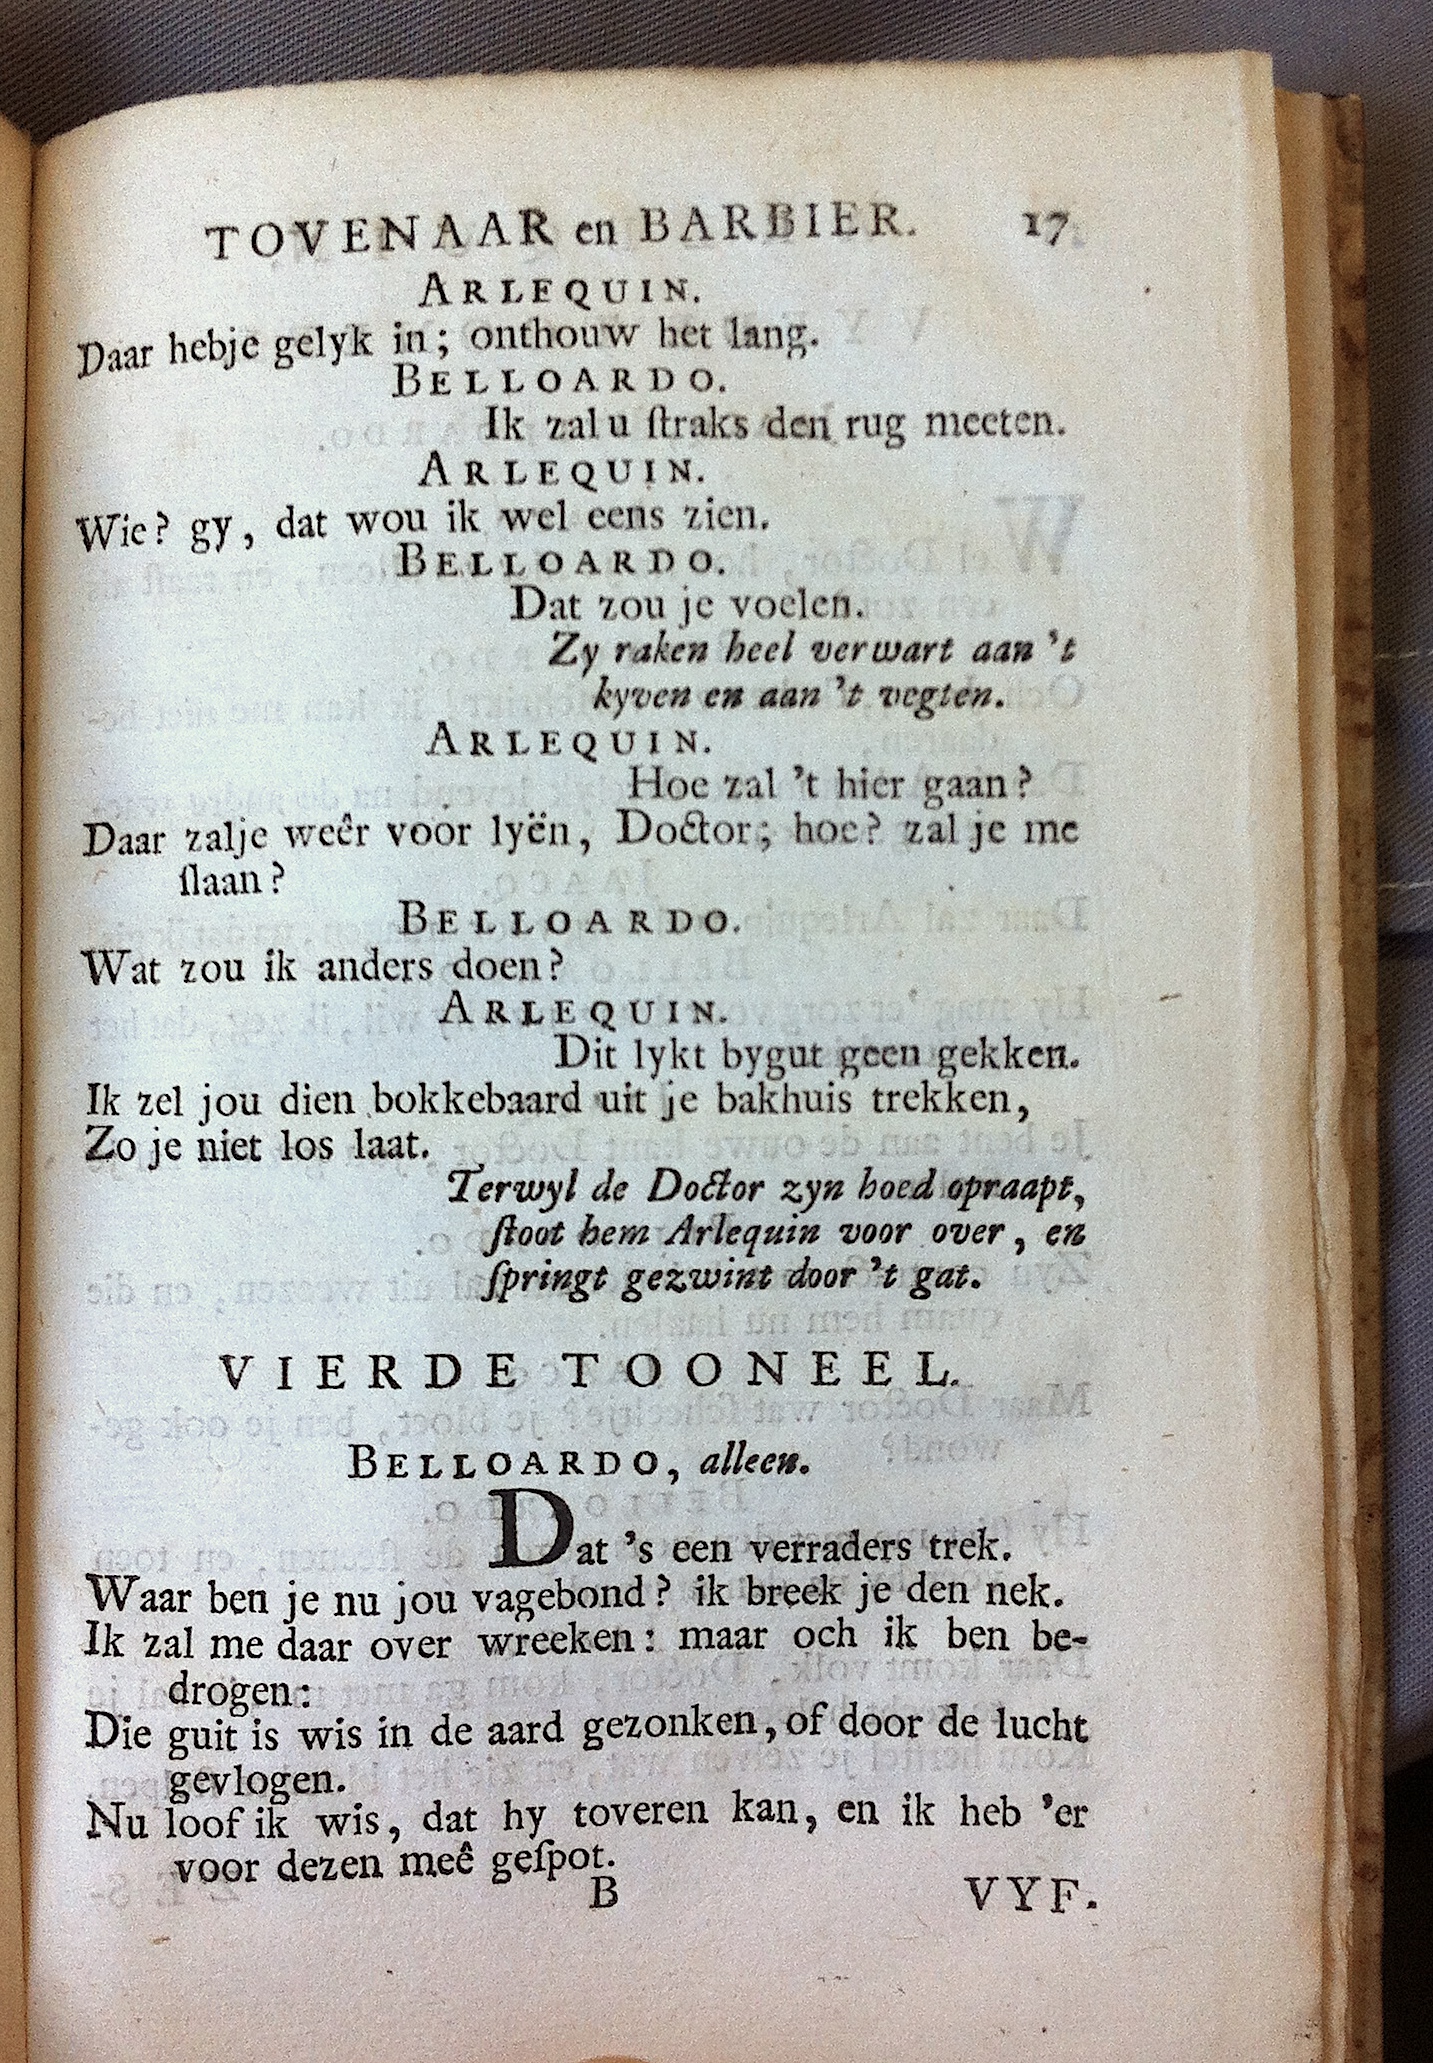 TOVENAAR en BARBIER. 17
ARLEQUIN.
Daar hebje gelyk in; onthouw het lang.
BELLOARDO.
Ik zal u ſtraks den rug meeten.
ARLEQUIN.
Wie? gy, dat wou ik wel eens zien.
BELLOARDO.
Dat zou je voelen.
Zy raken heel verwart aan 't
kyven en aan 't vegten.
ARLEQUIN.
Hoe zal 't hier gaan?
Daar zalje weêr voor lyën, Doctor; hoe? zal je me
ſlaan?
BELLOARDO.
Wat zou ik anders doen?
ARLEQUIN.
Dit lykt bygut geen gekken.
Ik zel jou dien bokkebaard uit je bakhuis trekken,
Zo je niet los laat.
Terwyl de Doctor zyn hoed opraapt,
ſtoot hem Arlequin voor over, en
ſpringt gezwint door 't gat.
VIERDE TOONEEL.
BELLOARDO, alleen.
Dat 's een verraders trek.
Waar ben je nu jou vagebond? ik breek je den nek.
Ik zal me daar over wreeken: maar och ik ben be-
drogen:
Die guit is wis in de aard gezonken, of door de lucht
gevlogen.
Nu loof ik wis, dat hy toveren kan, en ik heb 'er
voor dezen meê geſpot.
B VYF.